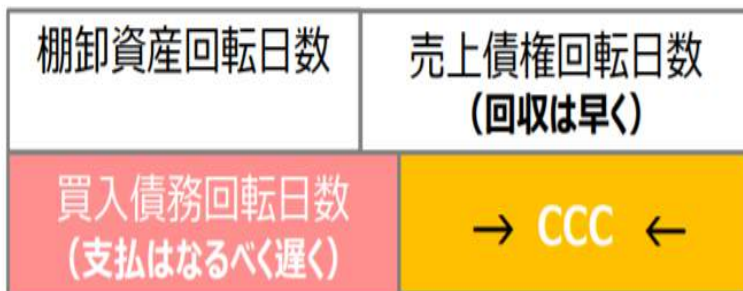 棚卸資産回転日数
売上債権回転日数
(回収は早く)
買入債務回転日数
(支払はなるべく遅く)
→ CCC ←